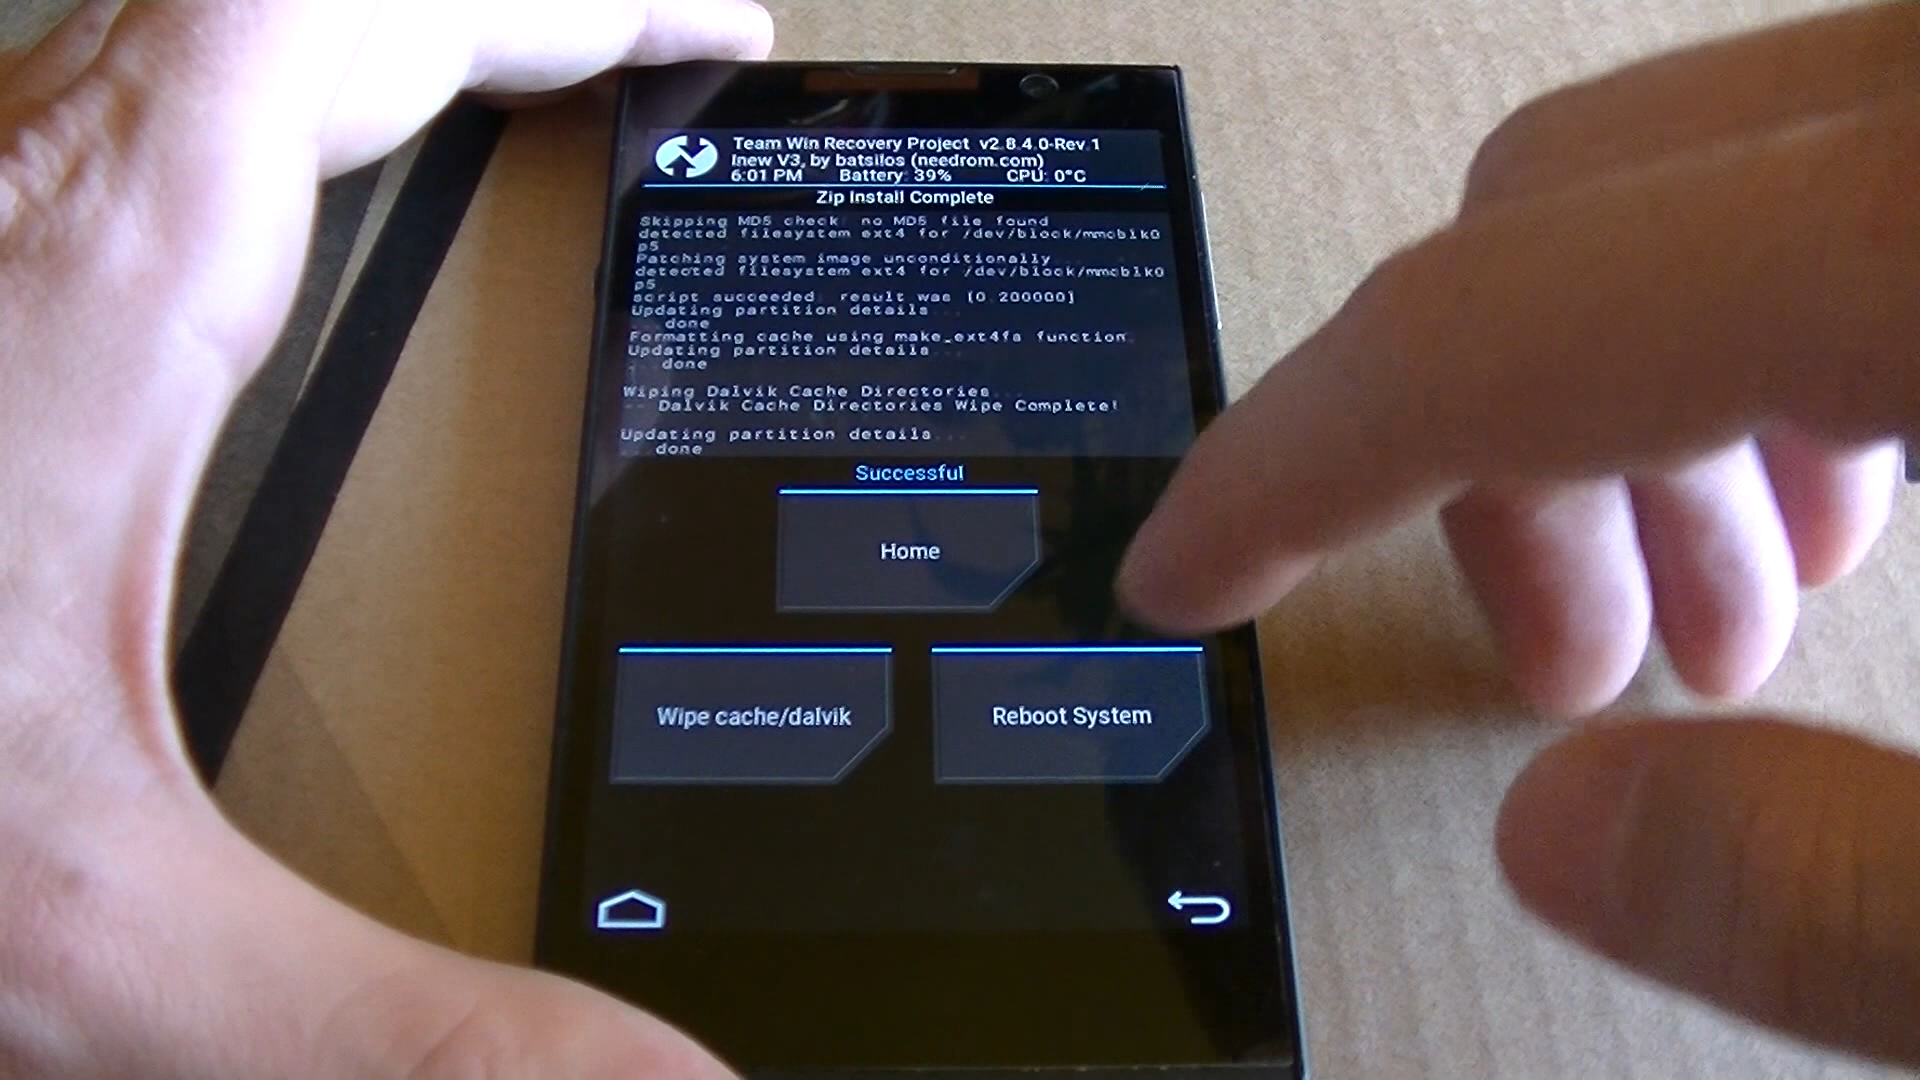 Team Win Recovery Project v2.8.4.0-Rev.1
Inew V3, by batsilos (needrom.com)
6:01 PM Battery: 39% CPU: 0°C
Zip Install Complete
Skipping MD5 check: no MD5 file found
detected filesystem ext4 for /dev/block/mmcblk0
p5
Patching system image unconditionally...
detected filesystem ext4 for /dev/block/mmcblk0
p5
script succeeded: result was [0.200000]
Updating partition details...
...done
Formatting cache using make_ext4fs function.
Updating partition details...
...done
Wiping Dalvik Cache Directories...
-- Dalvik Cache Directories Wipe Complete!
Updating partition details...
...done
Successful
Home
Wipe cache/dalvik
Reboot System